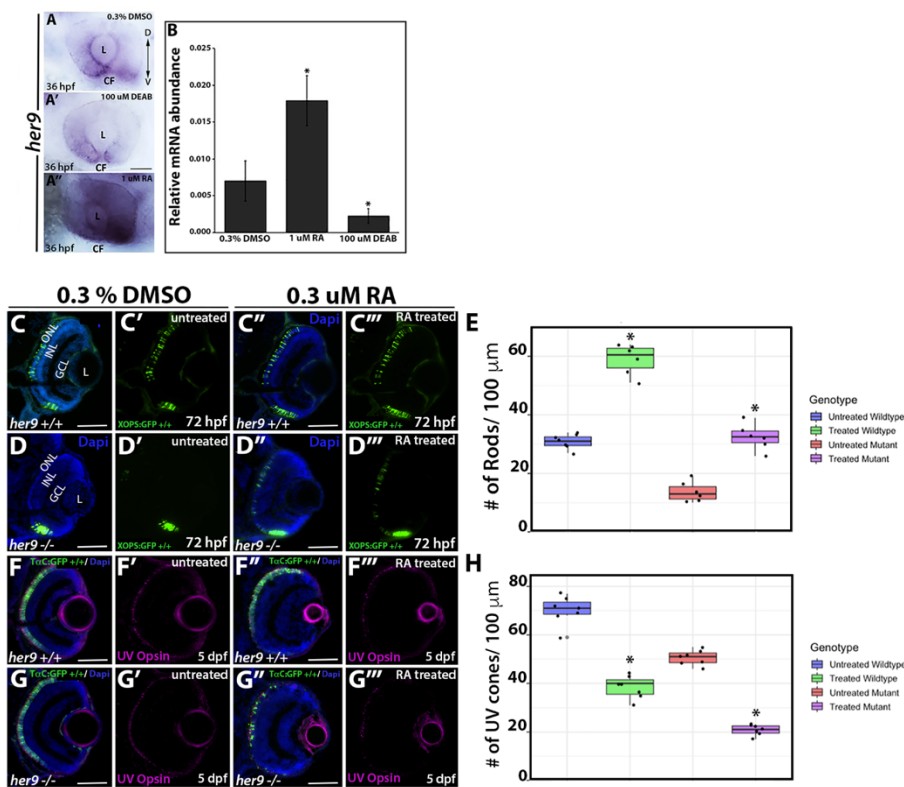 her9
A
0.3% DMSO
D
L
V
CF
36 hpf
A'
100 uM DEAB
L
36 hpf
CF
A"
1 uM RA
L
36 hpf
CF
B
Relative mRNA abundance
0.025
0.020
0.015
0.010
0.005
0.000
*
*
0.3% DMSO
1 uM RA
100 uM DEAB
0.3 % DMSO
0.3 uM RA
C
ONL
INL
GCL
L
her9 +/+
C'
untreated
XOPS:GFP +/+
72 hpf
C"
Dapi
C"'
RA treated
XOPS:GFP +/+
72 hpf
D
Dapi
ONL
INL
GCL
L
her9 -/-
D'
untreated
XOPS:GFP +/+
72 hpf
D"
Dapi
D"'
RA treated
XOPS:GFP +/+
72 hpf
E
# of Rods/ 100 μm
60
40
20
0
*
*
Genotype
Untreated Wildtype
Treated Wildtype
Untreated Mutant
Treated Mutant
F
TαC:GFP +/+/ Dapi
her9 +/+
F'
untreated
UV Opsin
5 dpf
F"
TαC:GFP +/+/ Dapi
F"'
RA treated
UV Opsin
5 dpf
G
TαC:GFP +/+/ Dapi
her9 -/-
G'
untreated
UV Opsin
5 dpf
G"
TαC:GFP +/+/Dapi
her9 -/-
G"'
RA treated
UV Opsin
5 dpf
H
# of UV cones/ 100 μm
80
60
40
20
0
*
*
Genotype
Untreated Wildtype
Treated Wildtype
Untreated Mutant
Treated Mutant